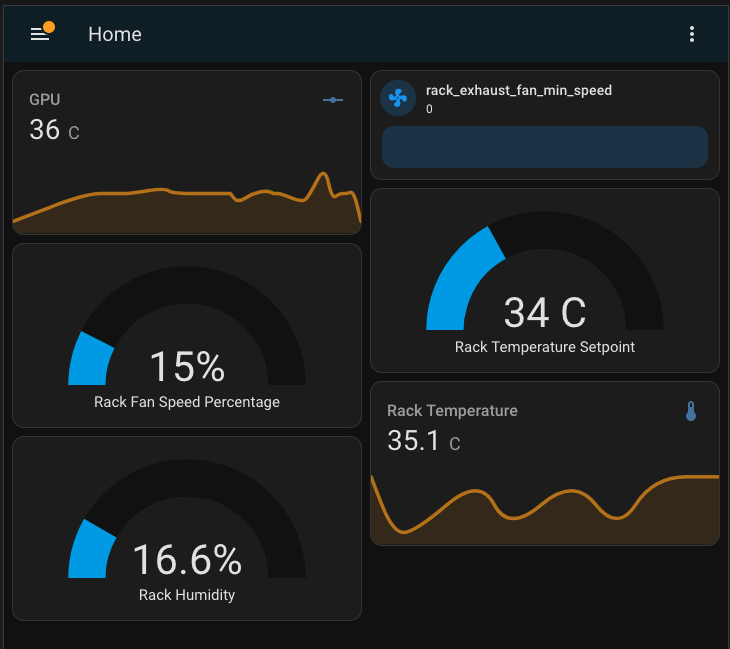 Home
GPU
36 C
15%
Rack Fan Speed Percentage
16.6%
Rack Humidity
rack_exhaust_fan_min_speed
0
34 C
Rack Temperature Setpoint
Rack Temperature
35.1 C